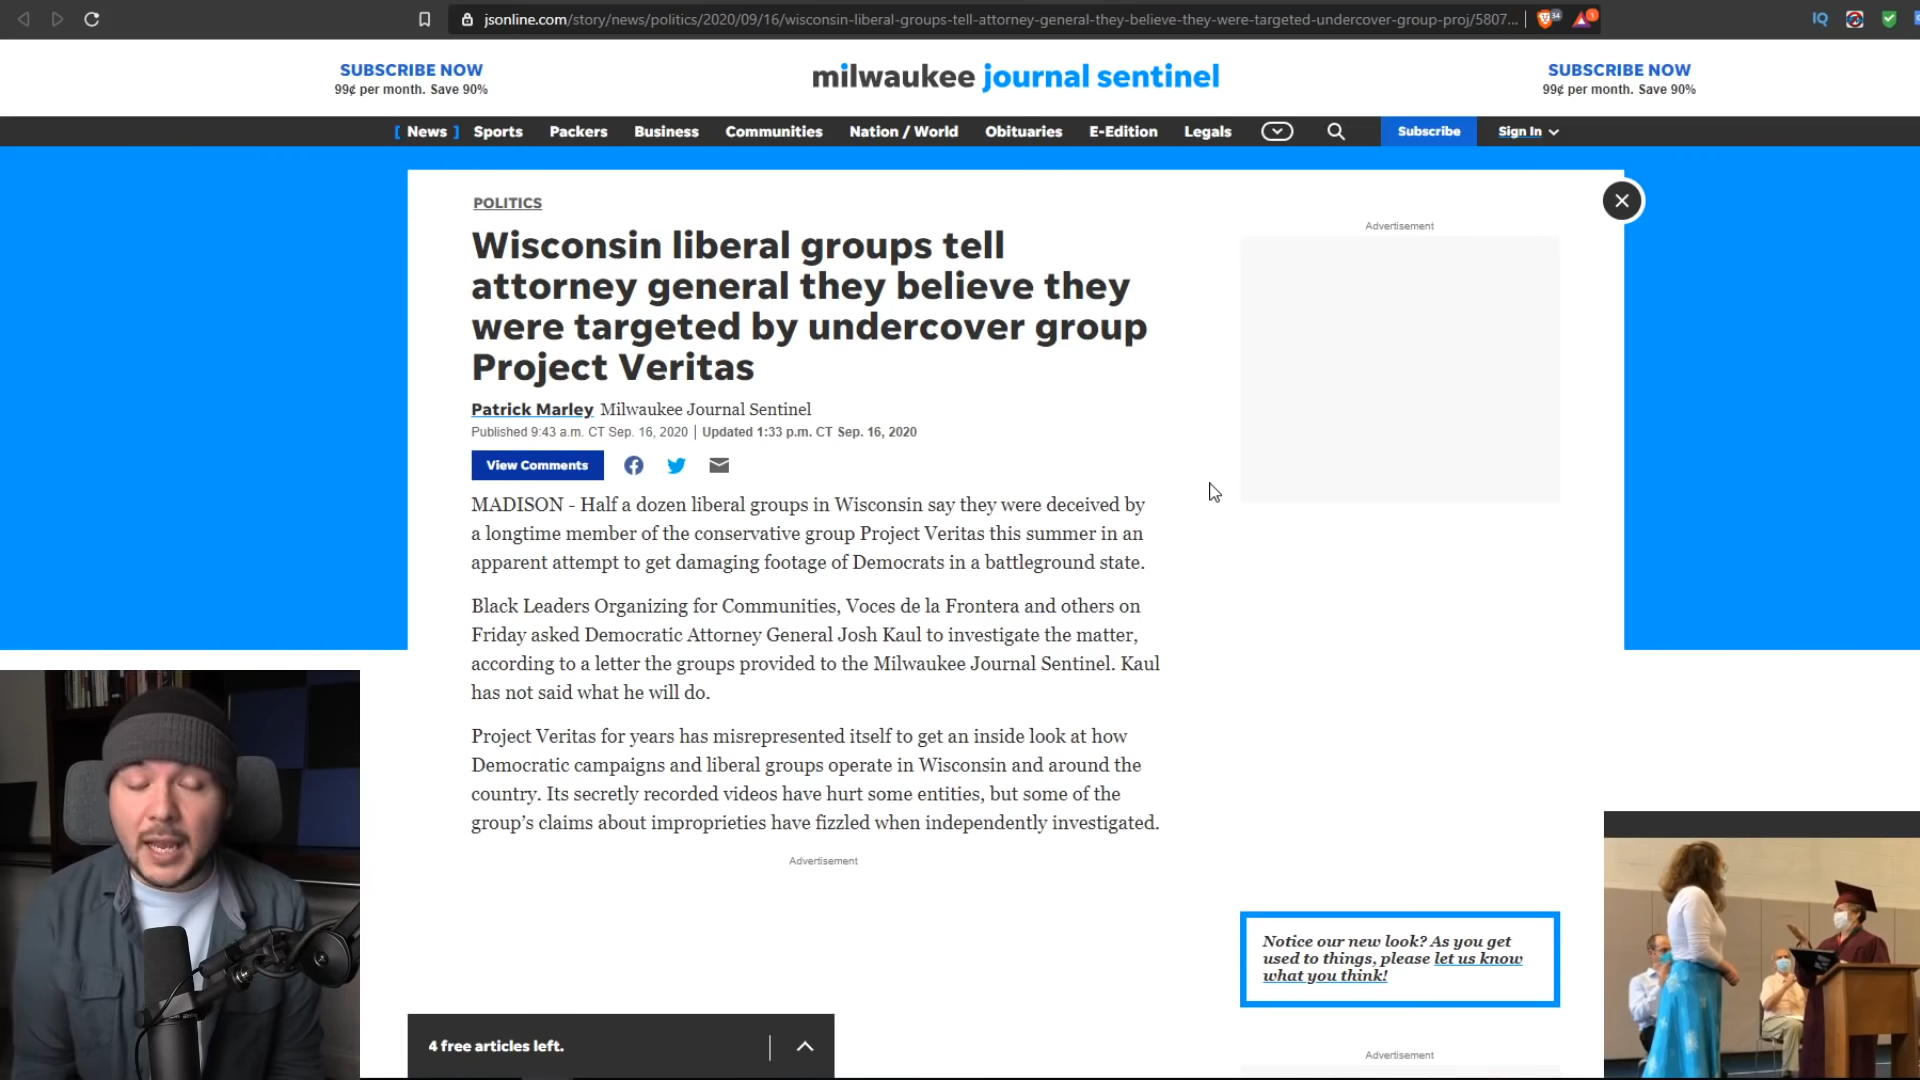 jsonline.com/story/news/politics/2020/09/16/wisconsin-liberal-groups-tell-attorney-general-they-believe-they-were-targeted-undercover-group-proj/5807...
34
1
IQ
SUBSCRIBE NOW
99¢ per month. Save 90%
milwaukee journal sentinel
SUBSCRIBE NOW
99¢ per month. Save 90%
[ News ] Sports Packers Business Communities Nation / World Obituaries E-Edition Legals Subscribe Sign In
POLITICS
Advertisement
Wisconsin liberal groups tell
attorney general they believe they
were targeted by undercover group
Project Veritas
Patrick Marley Milwaukee Journal Sentinel
Published 9:43 a.m. CT Sep. 16, 2020 | Updated 1:33 p.m. CT Sep. 16, 2020
View Comments
MADISON - Half a dozen liberal groups in Wisconsin say they were deceived by
a longtime member of the conservative group Project Veritas this summer in an
apparent attempt to get damaging footage of Democrats in a battleground state.
Black Leaders Organizing for Communities, Voces de la Frontera and others on
Friday asked Democratic Attorney General Josh Kaul to investigate the matter,
according to a letter the groups provided to the Milwaukee Journal Sentinel. Kaul
has not said what he will do.
Project Veritas for years has misrepresented itself to get an inside look at how
Democratic campaigns and liberal groups operate in Wisconsin and around the
country. Its secretly recorded videos have hurt some entities, but some of the
group's claims about improprieties have fizzled when independently investigated.
Advertisement
Notice our new look? As you get
used to things, please let us know
what you think!
4 free articles left.
Advertisement